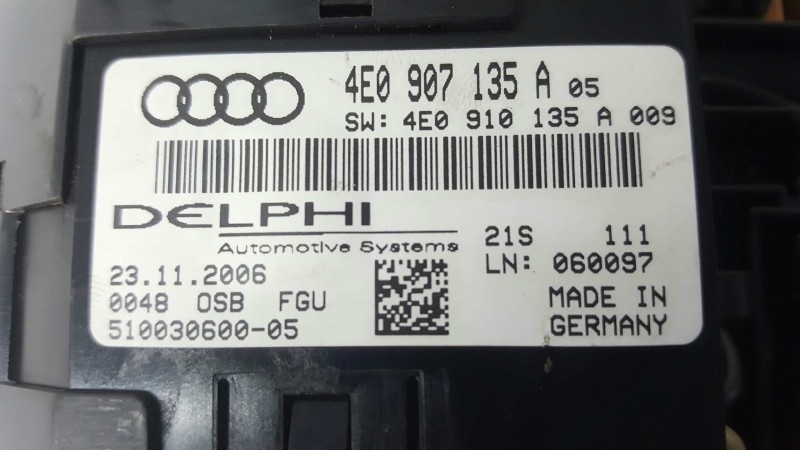 4E0 907 135 A 05
SW: 4E0 910 135 A 009
DELPHI
Automotive Systems
21S 111
LN: 060097
23.11.2006
0048 OSB FGU
510030600-05
MADE IN
GERMANY